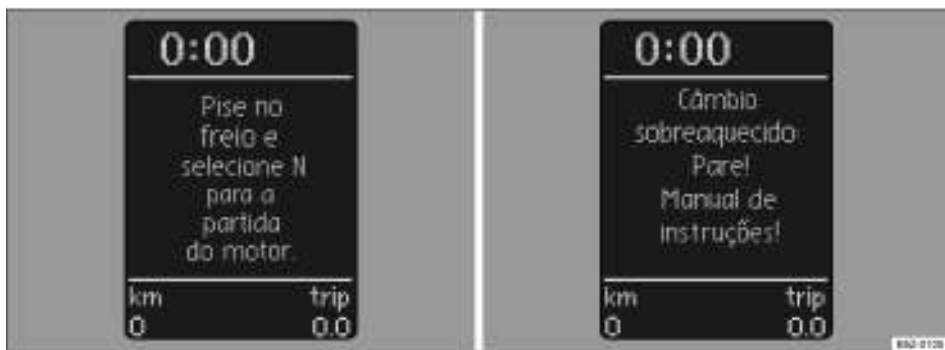 0:00
Pise no
freio e
selecione N
para a
partida
do motor.
km trip
0 0.0
0:00
Câmbio
sobreaquecido
Pare!
Manual de
instruções!
km trip
0 0.0